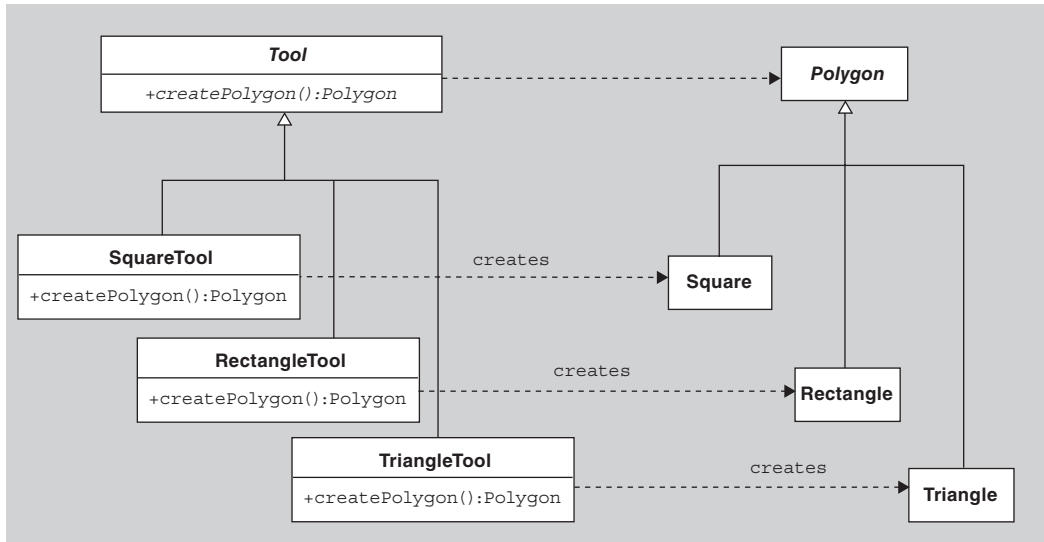 Tool
+createPolygon():Polygon
Polygon
SquareTool
+createPolygon():Polygon
creates
Square
RectangleTool
+createPolygon():Polygon
creates
Rectangle
TriangleTool
+createPolygon():Polygon
creates
Triangle